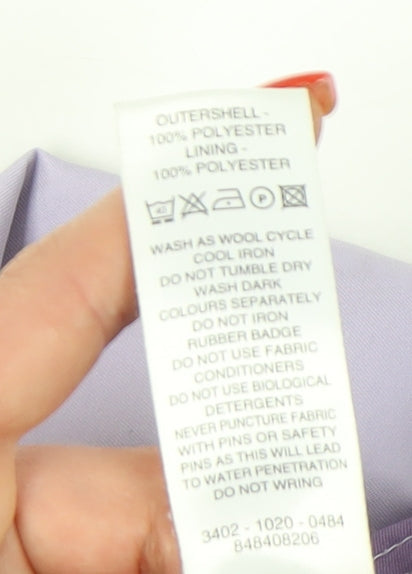 OUTERSHELL -
100% POLYESTER
LINING -
100% POLYESTER
40 P
WASH AS WOOL CYCLE
COOL IRON
DO NOT TUMBLE DRY
WASH DARK
COLOURS SEPARATELY
DO NOT IRON
RUBBER BADGE
DO NOT USE FABRIC
CONDITIONERS
DO NOT USE BIOLOGICAL
DETERGENTS
NEVER PUNCTURE FABRIC
WITH PINS OR SAFETY
PINS AS THIS WILL LEAD
TO WATER PENETRATION
DO NOT WRING
3402 - 1020 - 0484
848408206